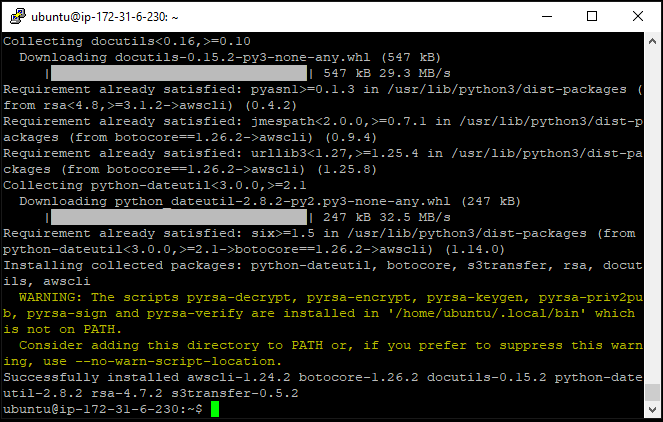 ubuntu@ip-172-31-6-230: ~
Collecting docutils<0.16,>=0.10
  Downloading docutils-0.15.2-py3-none-any.whl (547 kB)
     |████████████████████████████████| 547 kB 29.3 MB/s
Requirement already satisfied: pyasn1>=0.1.3 in /usr/lib/python3/dist-packages (
from rsa<4.8,>=3.1.2->awscli) (0.4.2)
Requirement already satisfied: jmespath<2.0.0,>=0.7.1 in /usr/lib/python3/dist-p
ackages (from botocore==1.26.2->awscli) (0.9.4)
Requirement already satisfied: urllib3<1.27,>=1.25.4 in /usr/lib/python3/dist-pa
ckages (from botocore==1.26.2->awscli) (1.25.8)
Collecting python-dateutil<3.0.0,>=2.1
  Downloading python_dateutil-2.8.2-py2.py3-none-any.whl (247 kB)
     |████████████████████████████████| 247 kB 32.5 MB/s
Requirement already satisfied: six>=1.5 in /usr/lib/python3/dist-packages (from
python-dateutil<3.0.0,>=2.1->botocore==1.26.2->awscli) (1.14.0)
Installing collected packages: python-dateutil, botocore, s3transfer, rsa, docut
ils, awscli
  WARNING: The scripts pyrsa-decrypt, pyrsa-encrypt, pyrsa-keygen, pyrsa-priv2pu
b, pyrsa-sign and pyrsa-verify are installed in '/home/ubuntu/.local/bin' which
is not on PATH.
  Consider adding this directory to PATH or, if you prefer to suppress this warn
ing, use --no-warn-script-location.
Successfully installed awscli-1.24.2 botocore-1.26.2 docutils-0.15.2 python-date
util-2.8.2 rsa-4.7.2 s3transfer-0.5.2
ubuntu@ip-172-31-6-230:~$